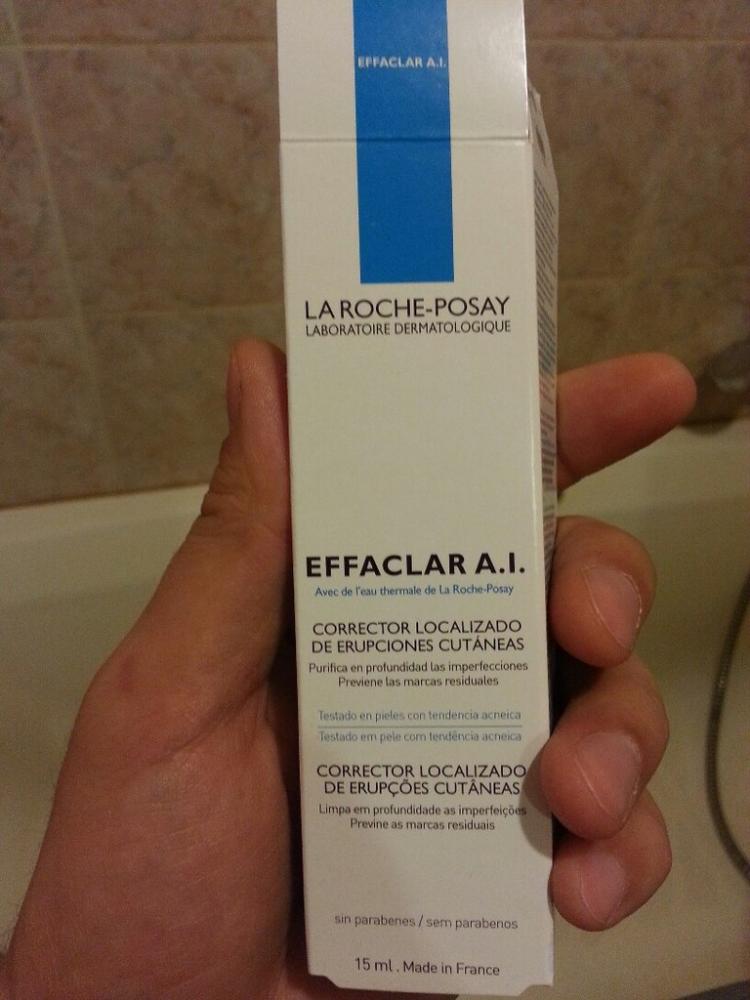 EFFACLAR A.I.
LA ROCHE-POSAY
LABORATOIRE DERMATOLOGIQUE
EFFACLAR A.I.
Avec de l'eau thermale de La Roche-Posay
CORRECTOR LOCALIZADO
DE ERUPCIONES CUTÁNEAS
Purifica en profundidad las imperfecciones
Previene las marcas residuales
Testado en pieles con tendencia acneica
Testado em pele com tendência acneica
CORRECTOR LOCALIZADO
DE ERUPÇÕES CUTÂNEAS
Limpa em profundidade as imperfeições
Previne as marcas residuais
sin parabenes / sem parabenos
15 ml . Made in France